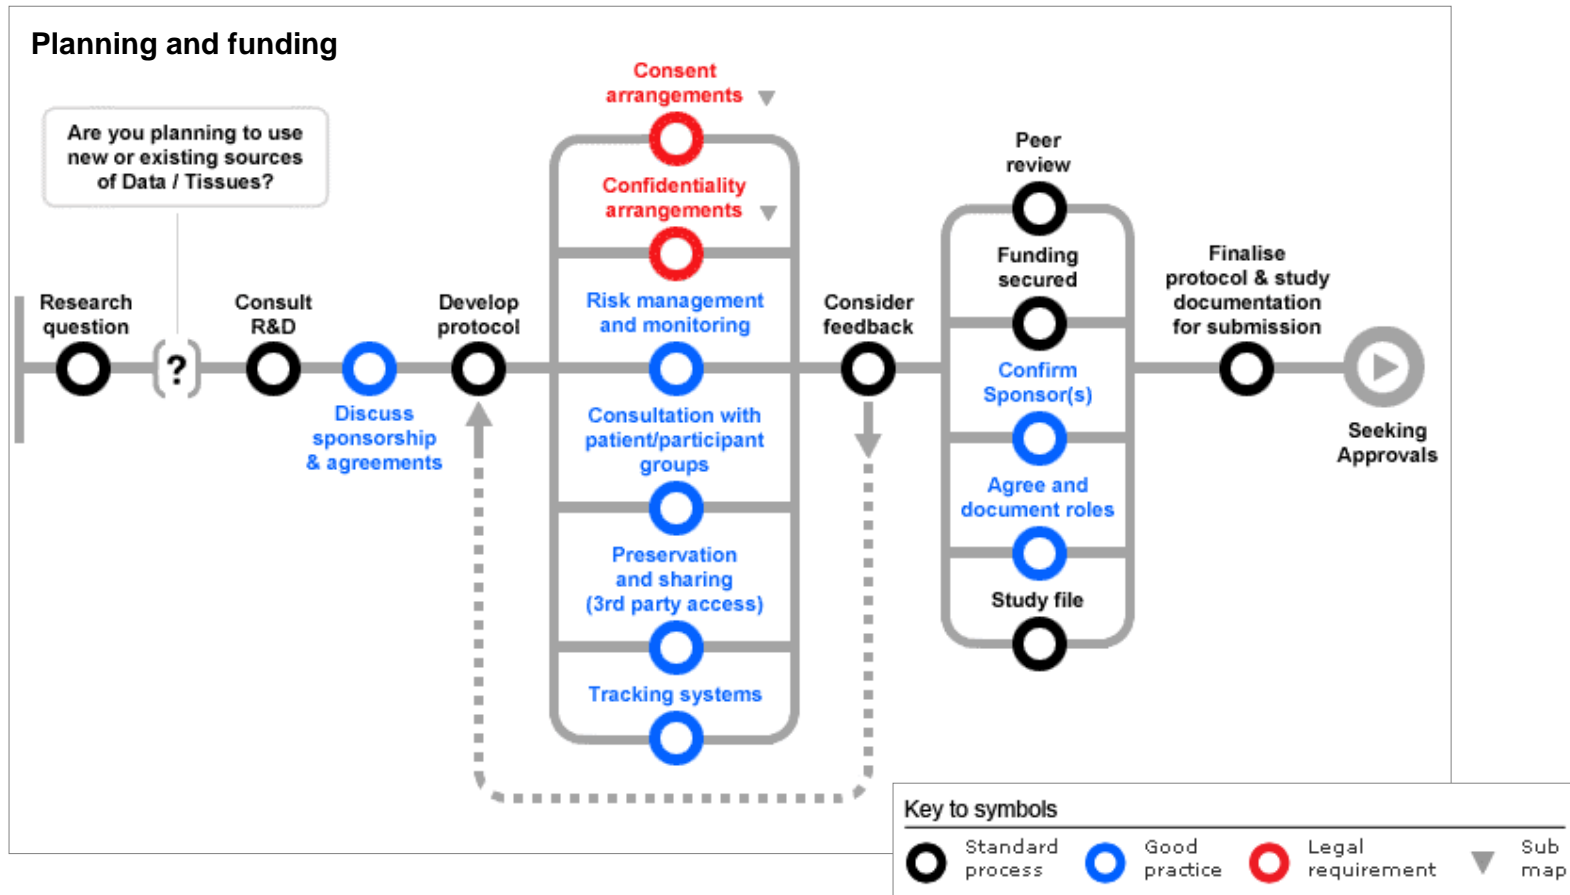 Planning and funding
Are you planning to use
new or existing sources
of Data / Tissues?
Research
question
?
Consult
R&D
Discuss
sponsorship
& agreements
Develop
protocol
Consent
arrangements
Confidentiality
arrangements
Risk management
and monitoring
Consultation with
patient/participant
groups
Preservation
and sharing
(3rd party access)
Tracking systems
Consider
feedback
Peer
review
Funding
secured
Confirm
Sponsor(s)
Agree and
document roles
Study file
Finalise
protocol & study
documentation
for submission
Seeking
Approvals
Key to symbols
Standard
process
Good
practice
Legal
requirement
Sub
map